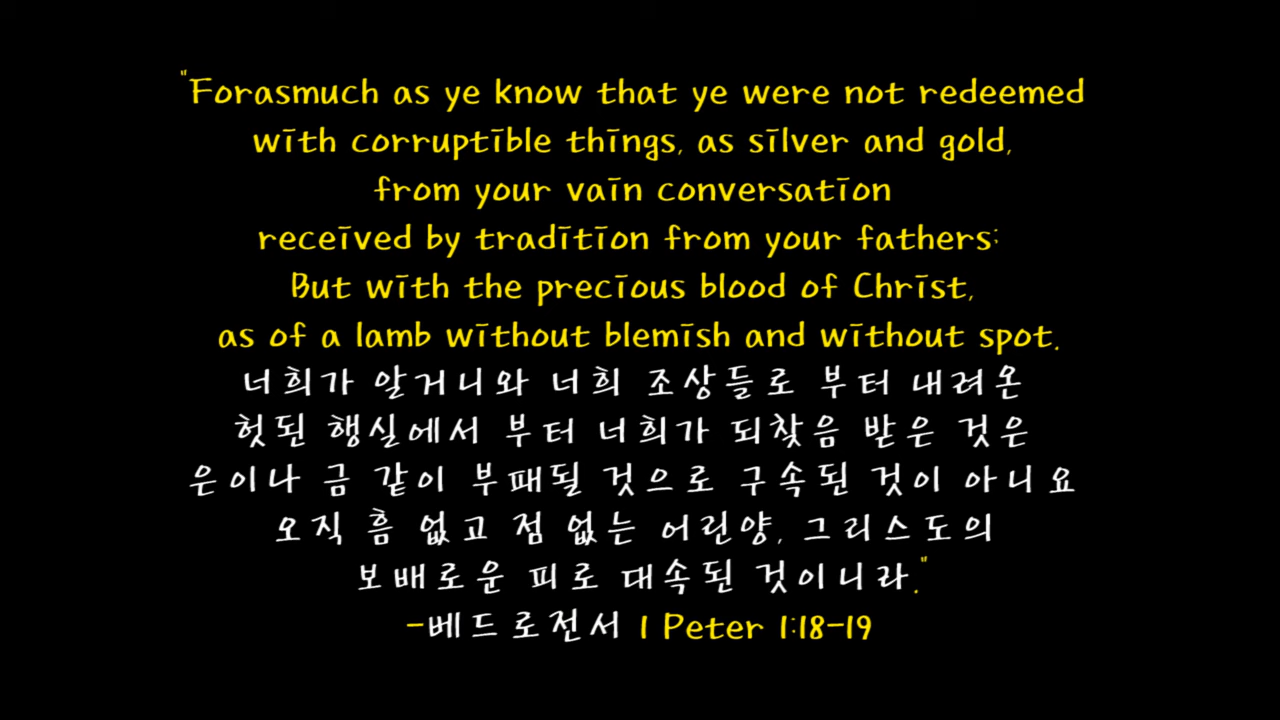 "Forasmuch as ye know that ye were not redeemed
with corruptible things, as silver and gold,
from your vain conversation
received by tradition from your fathers;
But with the precious blood of Christ,
as of a lamb without blemish and without spot.
너희가 알거니와 너희 조상들로 부터 내려온
헛된 행실에서 부터 너희가 되찾음 받은 것은
은이나 금 같이 부패될 것으로 구속된 것이 아니요
오직 흠 없고 점 없는 어린양, 그리스도의
보배로운 피로 대속된 것이니라."
-베드로전서 1 Peter 1:18-19